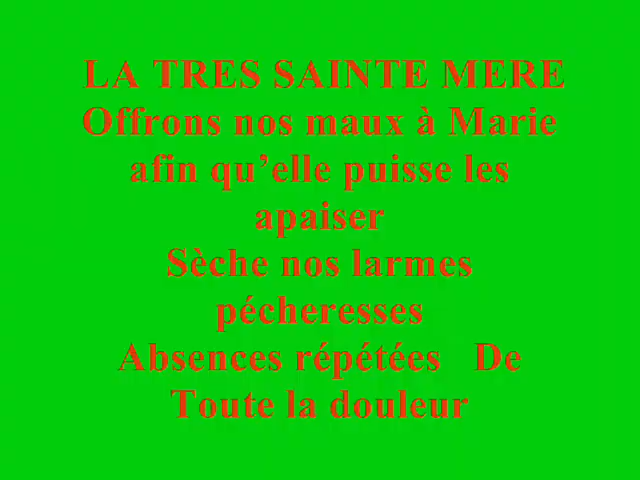 LA TRES SAINTE MERE
Offrons nos maux à Marie
afin qu’elle puisse les
apaiser
Sèche nos larmes
pécheresses
Absences répétées   De
Toute la douleur